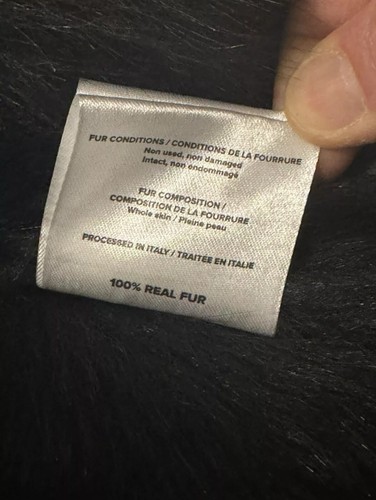 FUR CONDITIONS / CONDITIONS DE LA FOURRURE
Non used, non damaged
Intact, non endommagé
FUR COMPOSITION /
COMPOSITION DE LA FOURRURE
Whole skin / Pleine peau
PROCESSED IN ITALY / TRAITÉE EN ITALIE
100% REAL FUR